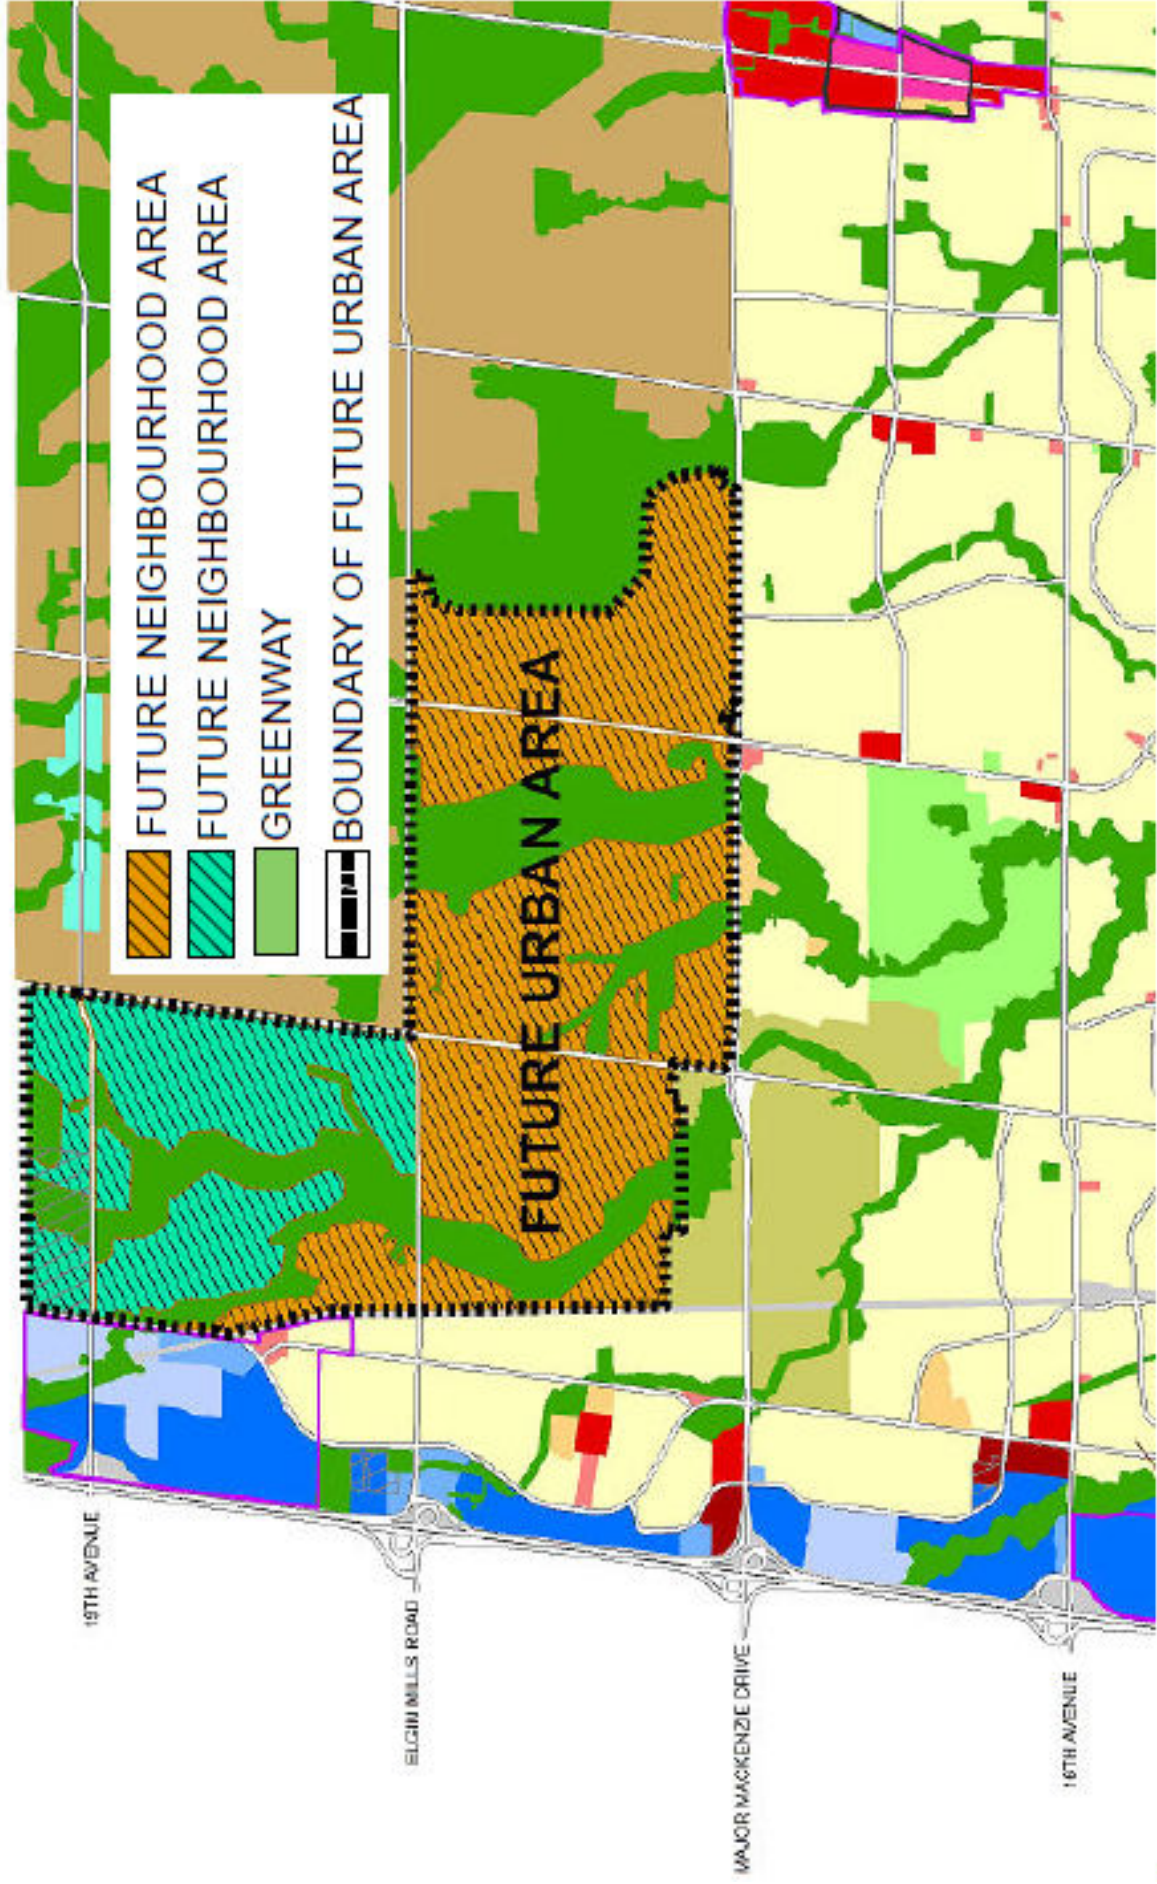 FUTURE NEIGHBOURHOOD AREA
FUTURE NEIGHBOURHOOD AREA
GREENWAY
BOUNDARY OF FUTURE URBAN AREA
FUTURE URBAN AREA
19TH AVENUE
ELGIN MILLS ROAD
MAJOR MACKENZIE DRIVE
16TH AVENUE